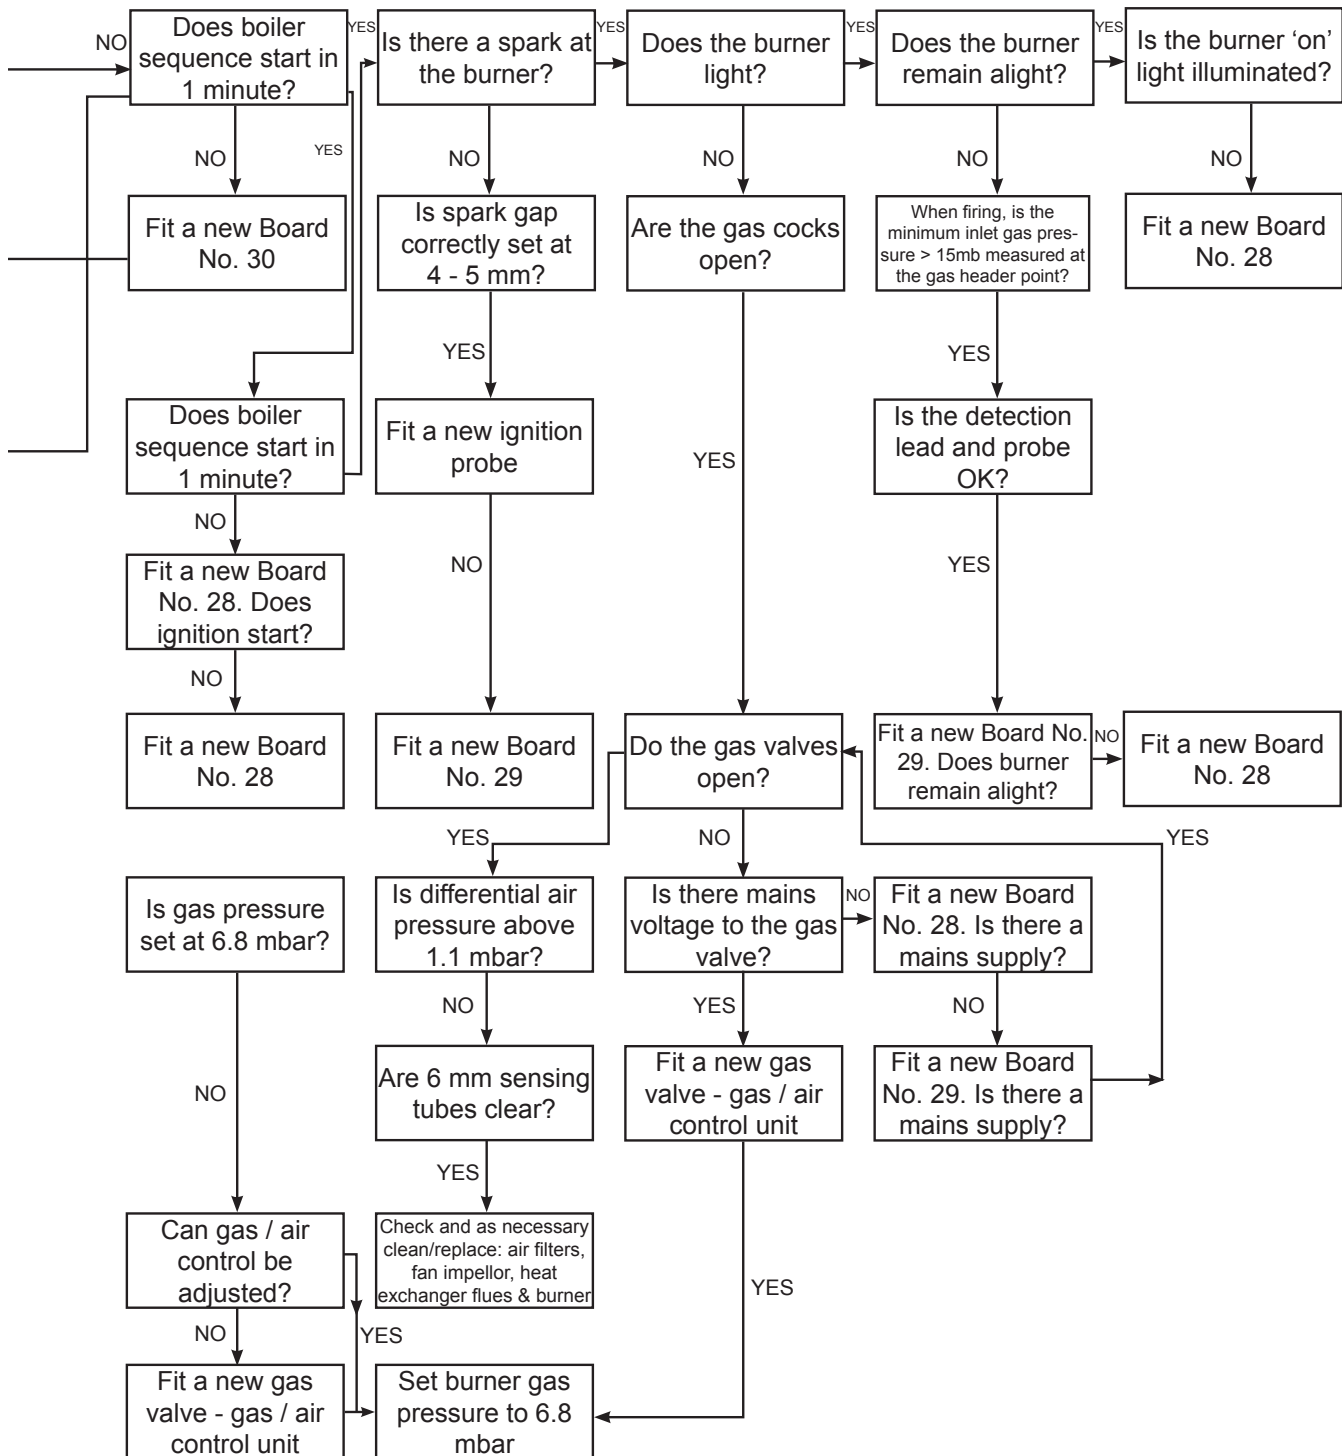 NO
Does boiler
sequence start in
1 minute?
YES
Is there a spark at
the burner?
YES
Does the burner
light?
YES
Does the burner
remain alight?
YES
Is the burner ‘on’
light illuminated?
NO
YES
NO
NO
NO
NO
Fit a new Board
No. 30
Is spark gap
correctly set at
4 - 5 mm?
Are the gas cocks
open?
When firing, is the
minimum inlet gas pres-
sure > 15mb measured at
the gas header point?
Fit a new Board
No. 28
YES
YES
Does boiler
sequence start in
1 minute?
Fit a new ignition
probe
YES
Is the detection
lead and probe
OK?
NO
NO
YES
Fit a new Board
No. 28. Does
ignition start?
NO
Fit a new Board
No. 28
Fit a new Board
No. 29
Do the gas valves
open?
Fit a new Board No.
29. Does burner
remain alight?
NO
Fit a new Board
No. 28
YES
NO
YES
Is gas pressure
set at 6.8 mbar?
Is differential air
pressure above
1.1 mbar?
Is there mains
voltage to the gas
valve?
NO
Fit a new Board
No. 28. Is there a
mains supply?
NO
YES
NO
NO
Are 6 mm sensing
tubes clear?
Fit a new gas
valve - gas / air
control unit
Fit a new Board
No. 29. Is there a
mains supply?
YES
Can gas / air
control be
adjusted?
Check and as necessary
clean/replace: air filters,
fan impellor, heat
exchanger flues & burner
YES
NO
YES
Fit a new gas
valve - gas / air
control unit
Set burner gas
pressure to 6.8
mbar